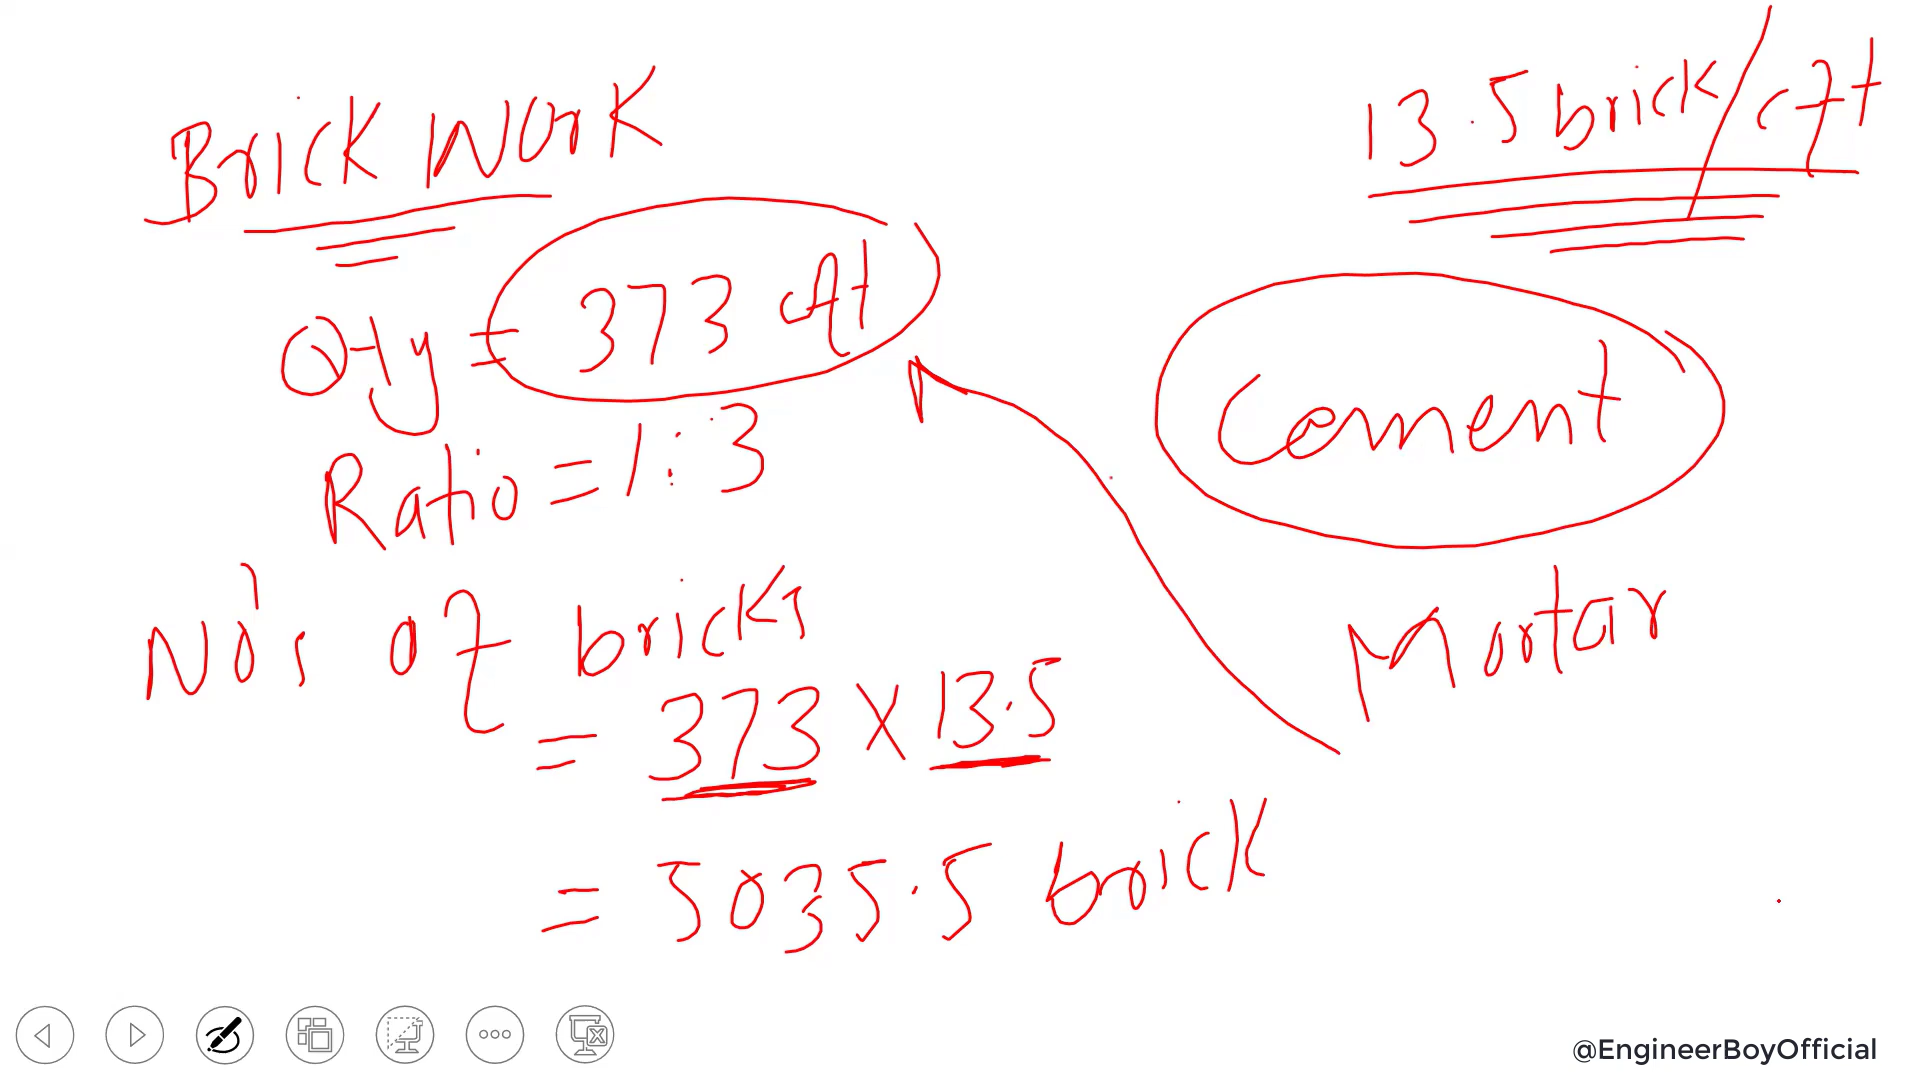 Brick Work
13.5 brick/cft
Qty = 373 cft
Cement
Ratio = 1:3
No's of bricks
Mortar
= 373 x 13.5
= 5035.5 brick
@EngineerBoyOfficial